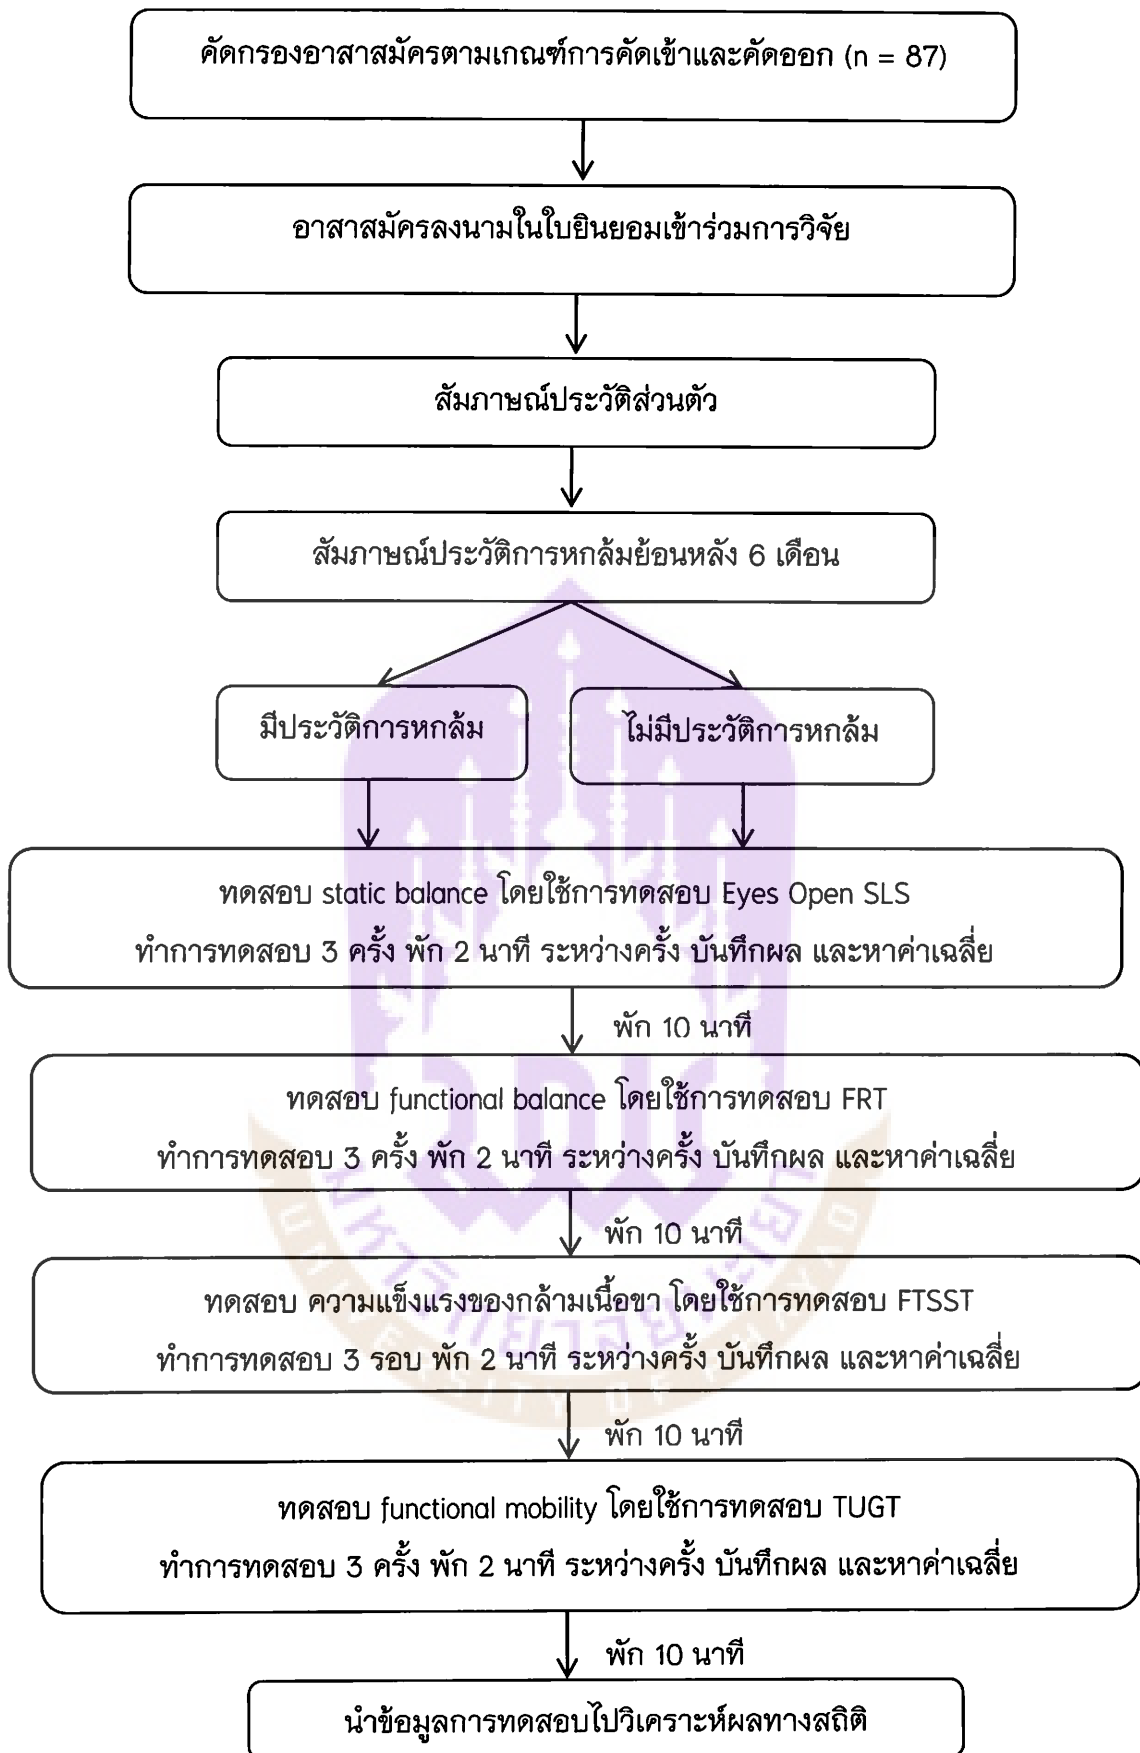 คัดกรองอาสาสมัครตามเกณฑ์การคัดเข้าและคัดออก (n = 87)
อาสาสมัครลงนามในใบยินยอมเข้าร่วมการวิจัย
สัมภาษณ์ประวัติส่วนตัว
สัมภาษณ์ประวัติการหกล้มย้อนหลัง 6 เดือน
มีประวัติการหกล้ม
ไม่มีประวัติการหกล้ม
ทดสอบ static balance โดยใช้การทดสอบ Eyes Open SLS
ทำการทดสอบ 3 ครั้ง พัก 2 นาที ระหว่างครั้ง บันทึกผล และหาค่าเฉลี่ย
พัก 10 นาที
ทดสอบ functional balance โดยใช้การทดสอบ FRT
ทำการทดสอบ 3 ครั้ง พัก 2 นาที ระหว่างครั้ง บันทึกผล และหาค่าเฉลี่ย
พัก 10 นาที
ทดสอบ ความแข็งแรงของกล้ามเนื้อขา โดยใช้การทดสอบ FTSST
ทำการทดสอบ 3 รอบ พัก 2 นาที ระหว่างครั้ง บันทึกผล และหาค่าเฉลี่ย
พัก 10 นาที
ทดสอบ functional mobility โดยใช้การทดสอบ TUGT
ทำการทดสอบ 3 ครั้ง พัก 2 นาที ระหว่างครั้ง บันทึกผล และหาค่าเฉลี่ย
พัก 10 นาที
นำข้อมูลการทดสอบไปวิเคราะห์ผลทางสถิติ
มหาวิทยาลัยพะเยา
UNIVERSITY OF PHAYAO